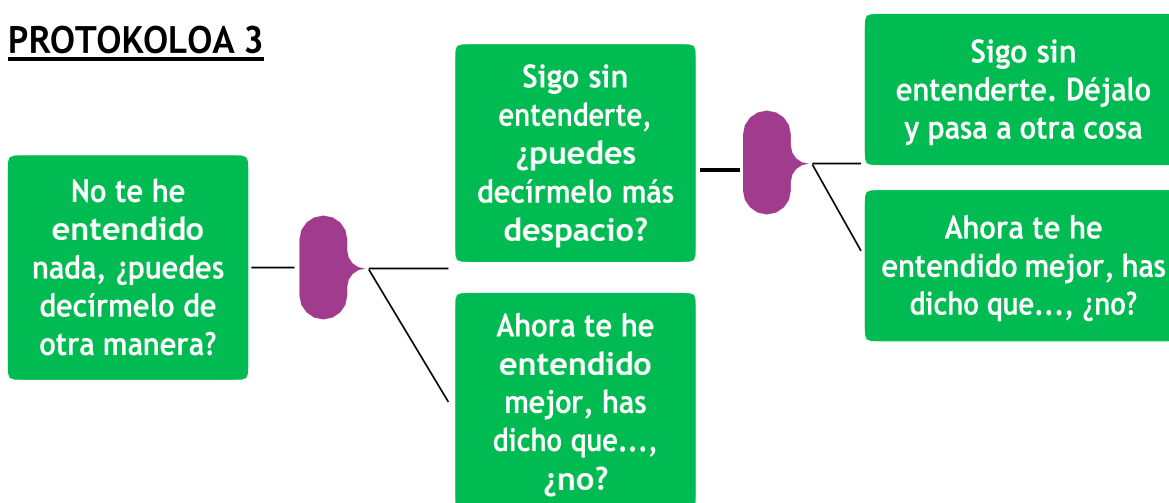 PROTOKOLOA 3
No te he
entendido
nada, ¿puedes
decírmelo de
otra manera?
Sigo sin
entenderte,
¿puedes
decírmelo más
despacio?
Ahora te he
entendido
mejor, has
dicho que...,
¿no?
Sigo sin
entenderte. Déjalo
y pasa a otra cosa
Ahora te he
entendido mejor, has
dicho que..., ¿no?